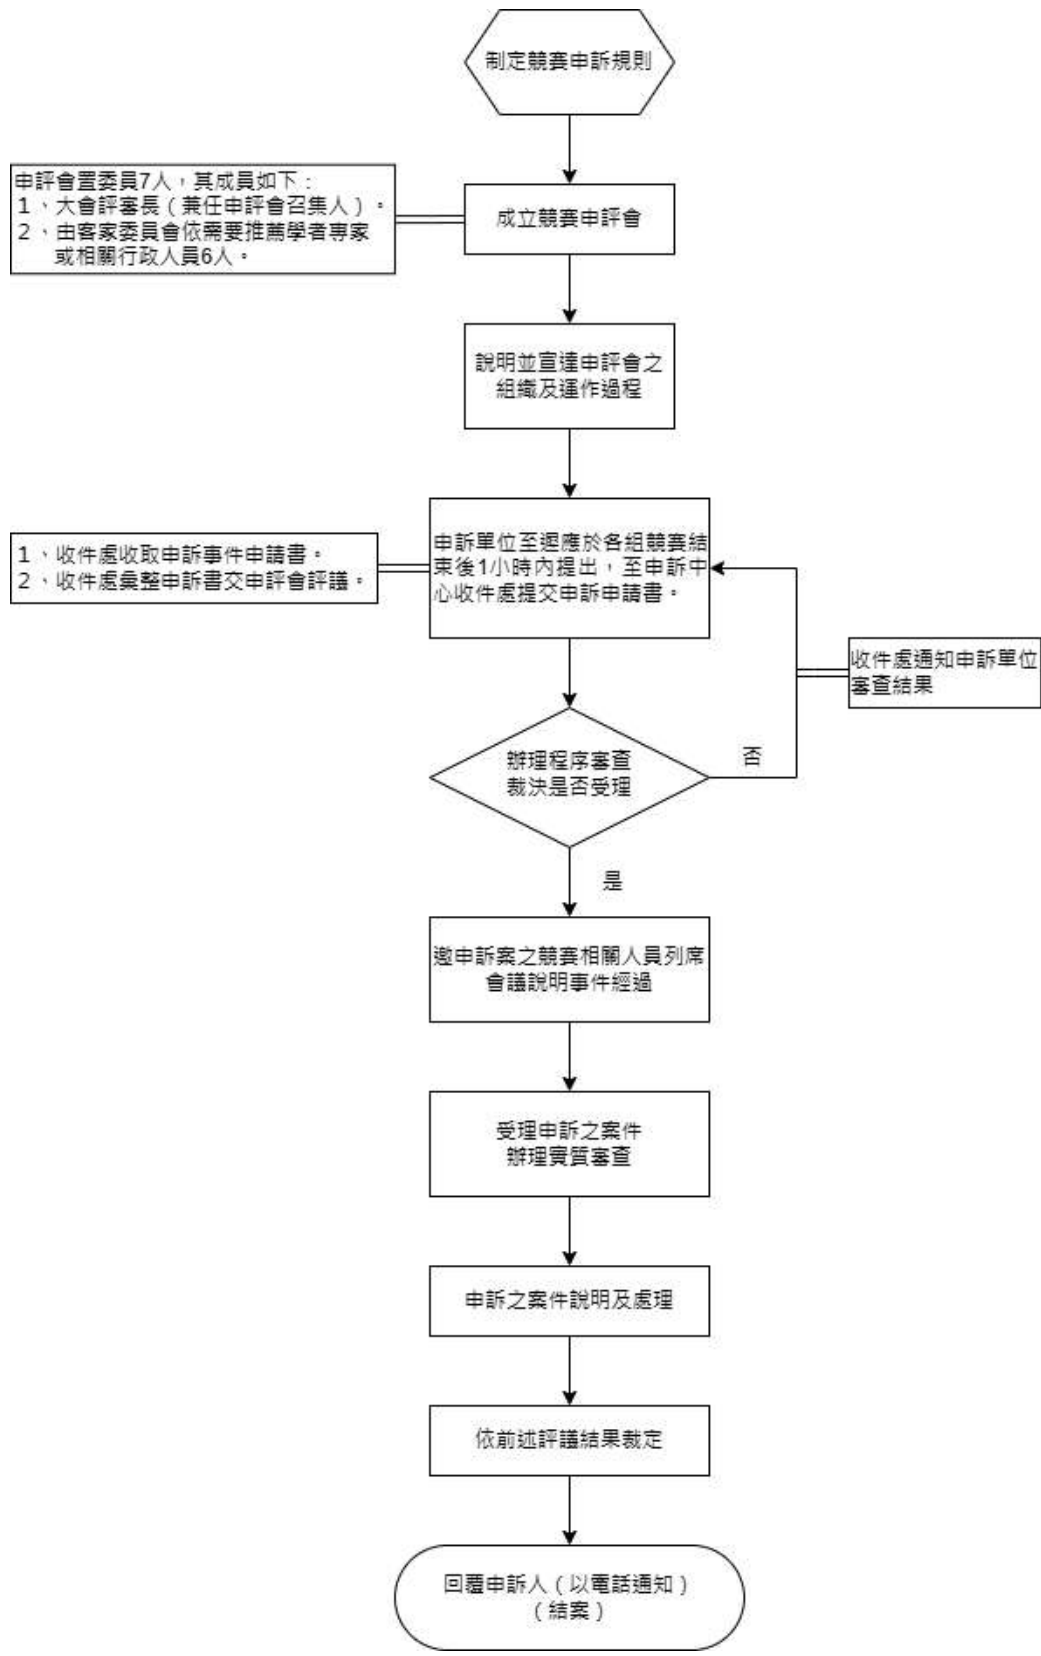 制定競賽申訴規則
申評會置委員7人，其成員如下：
1、大會評審長（兼任申評會召集人）。
2、由客家委員會依需要推薦學者專家
或相關行政人員6人。
成立競賽申評會
說明並宣達申評會之
組織及運作過程
1、收件處收取申訴事件申請書。
2、收件處彙整申訴書交申評會評議。
申訴單位至遲應於各組競賽結
束後1小時內提出，至申訴中
心收件處提交申訴申請書。
收件處通知申訴單位
審查結果
辦理程序審查
裁決是否受理
否
是
邀申訴案之競賽相關人員列席
會議說明事件經過
受理申訴之案件
辦理實質審查
申訴之案件說明及處理
依前述評議結果裁定
回覆申訴人（以電話通知）
（結案）